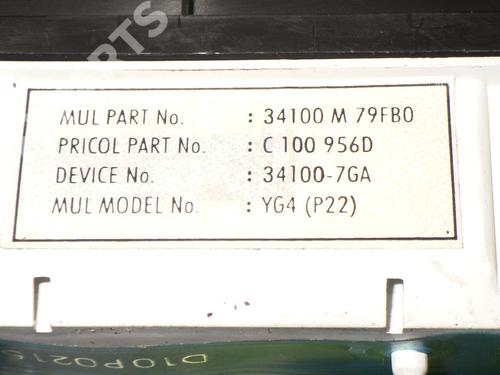 PARTS
MUL PART No. : 34100 M 79FB0
PRICOL PART No. : C 100 956D
DEVICE No. : 34100-7GA
MUL MODEL No. : YG4 (P22)